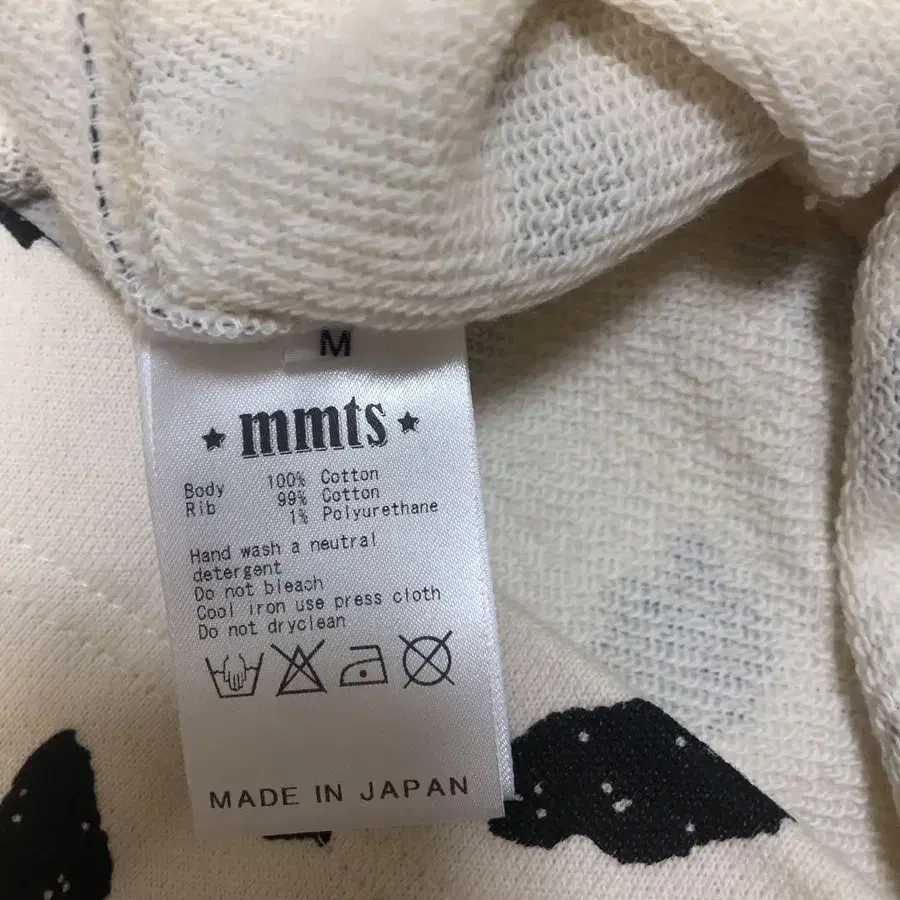 M
★ mmts ★
Body 100% Cotton
Rib 99% Cotton
1% Polyurethane
Hand wash a neutral
detergent
Do not bleach
Cool iron use press cloth
Do not dryclean
MADE IN JAPAN